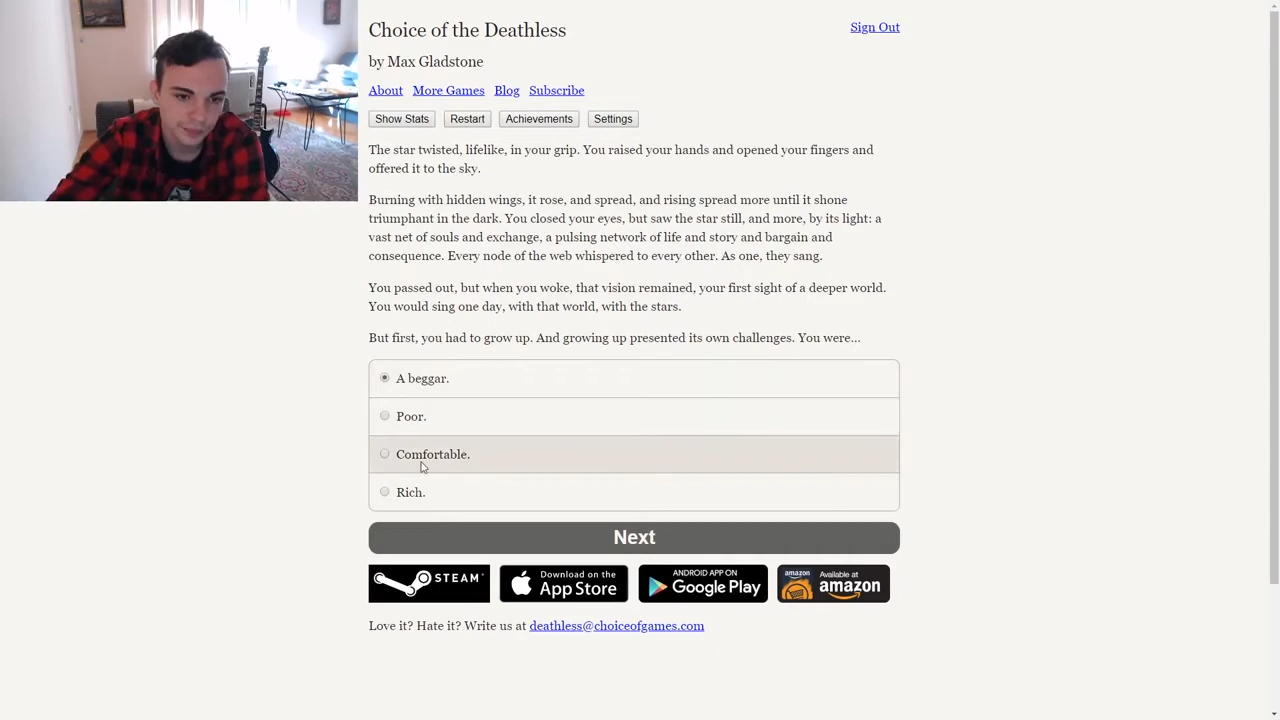 Choice of the Deathless
Sign Out
by Max Gladstone
About More Games Blog Subscribe
Show Stats Restart Achievements Settings
The star twisted, lifelike, in your grip. You raised your hands and opened your fingers and
offered it to the sky.
Burning with hidden wings, it rose, and spread, and rising spread more until it shone
triumphant in the dark. You closed your eyes, but saw the star still, and more, by its light: a
vast net of souls and exchange, a pulsing network of life and story and bargain and
consequence. Every node of the web whispered to every other. As one, they sang.
You passed out, but when you woke, that vision remained, your first sight of a deeper world.
You would sing one day, with that world, with the stars.
But first, you had to grow up. And growing up presented its own challenges. You were...
A beggar.
Poor.
Comfortable.
Rich.
Next
STEAM
Download on the
App Store
ANDROID APP ON
Google Play
amazon
Available at
amazon
Love it? Hate it? Write us at deathless@choiceofgames.com